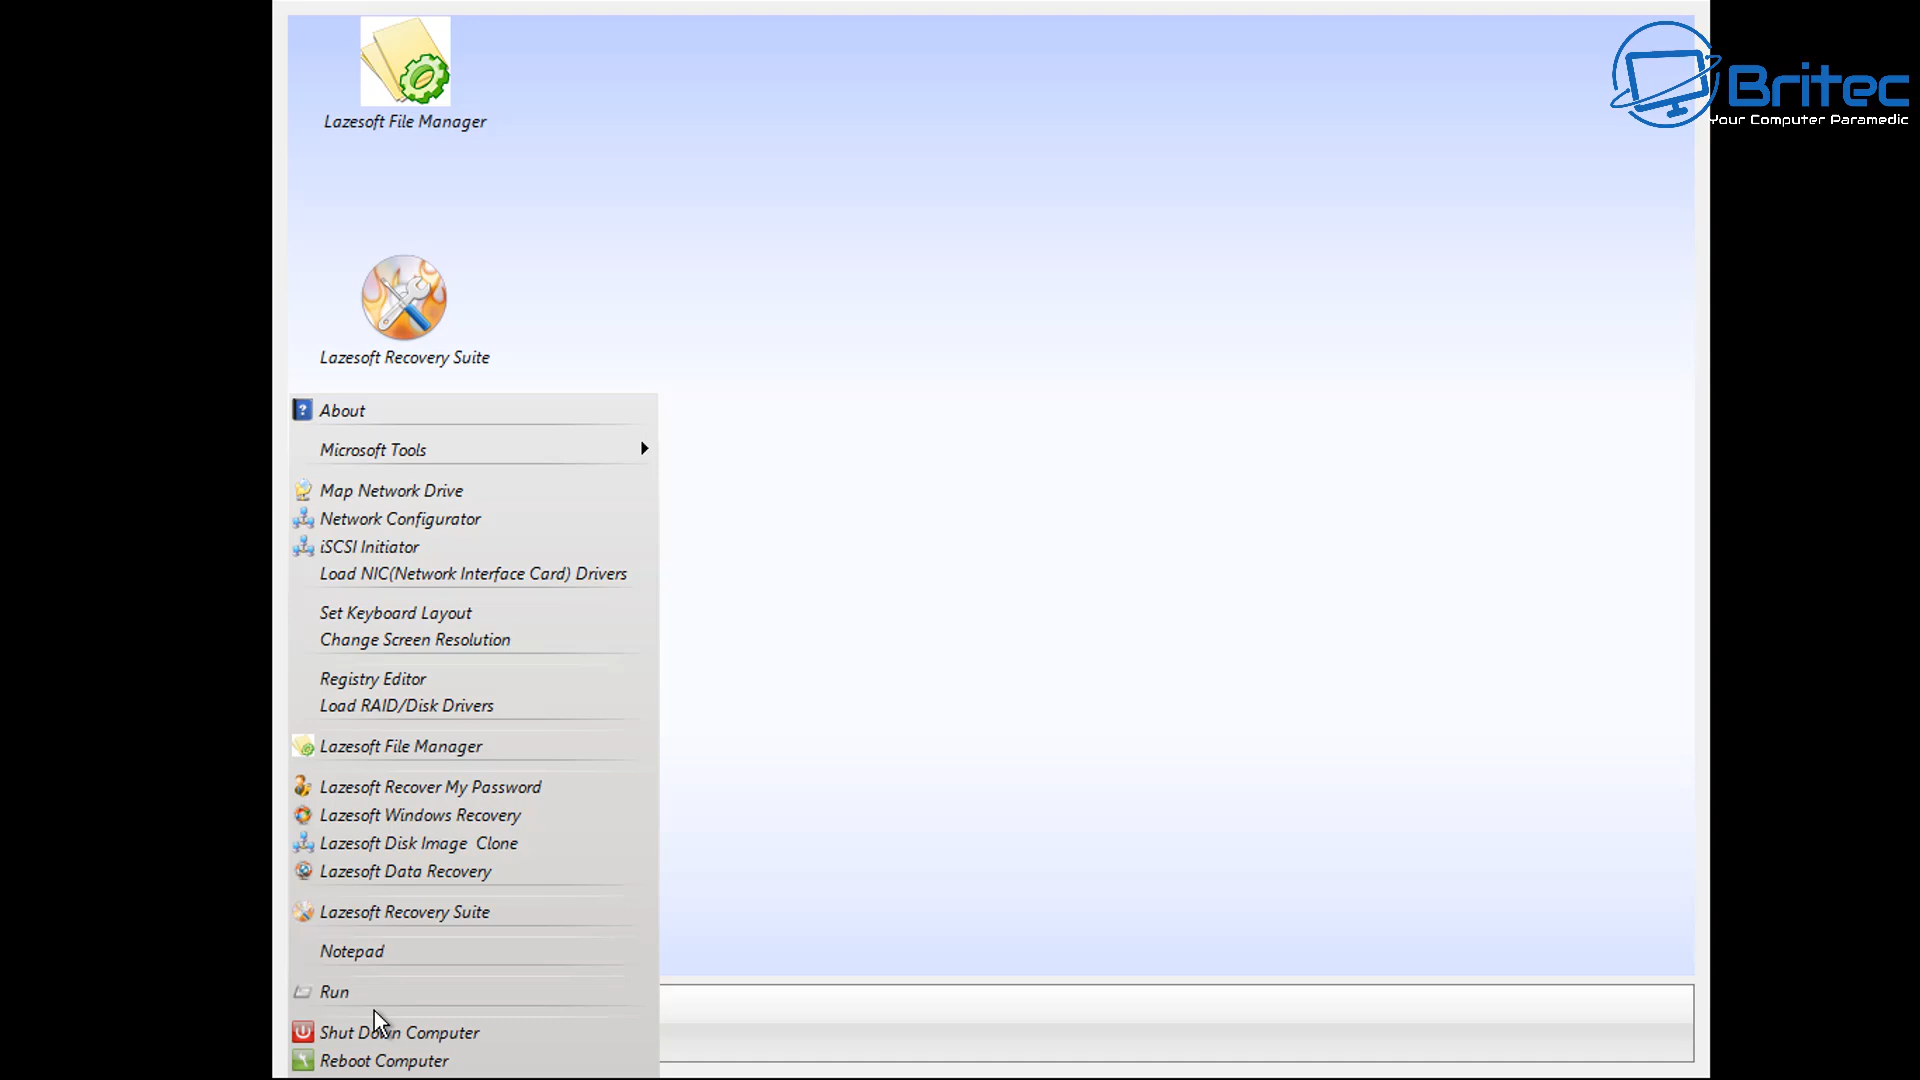 Lazesoft File Manager
Britec
Your Computer Paramedic
Lazesoft Recovery Suite
About
Microsoft Tools
Map Network Drive
Network Configurator
iSCSI Initiator
Load NIC(Network Interface Card) Drivers
Set Keyboard Layout
Change Screen Resolution
Registry Editor
Load RAID/Disk Drivers
Lazesoft File Manager
Lazesoft Recover My Password
Lazesoft Windows Recovery
Lazesoft Disk Image  Clone
Lazesoft Data Recovery
Lazesoft Recovery Suite
Notepad
Run
Shut Down Computer
Reboot Computer